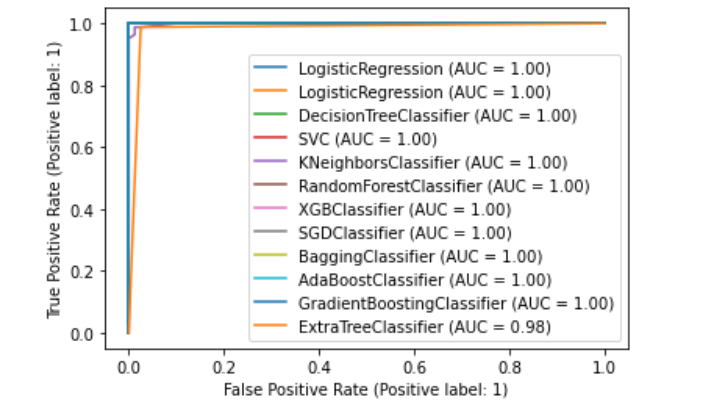 True Positive Rate (Positive label: 1)
1.0
0.8
0.6
0.4
0.2
0.0
LogisticRegression (AUC = 1.00)
LogisticRegression (AUC = 1.00)
DecisionTreeClassifier (AUC = 1.00)
SVC (AUC = 1.00)
KNeighborsClassifier (AUC = 1.00)
RandomForestClassifier (AUC = 1.00)
XGBClassifier (AUC = 1.00)
SGDClassifier (AUC = 1.00)
BaggingClassifier (AUC = 1.00)
AdaBoostClassifier (AUC = 1.00)
GradientBoostingClassifier (AUC = 1.00)
ExtraTreeClassifier (AUC = 0.98)
0.0 0.2 0.4 0.6 0.8 1.0
False Positive Rate (Positive label: 1)